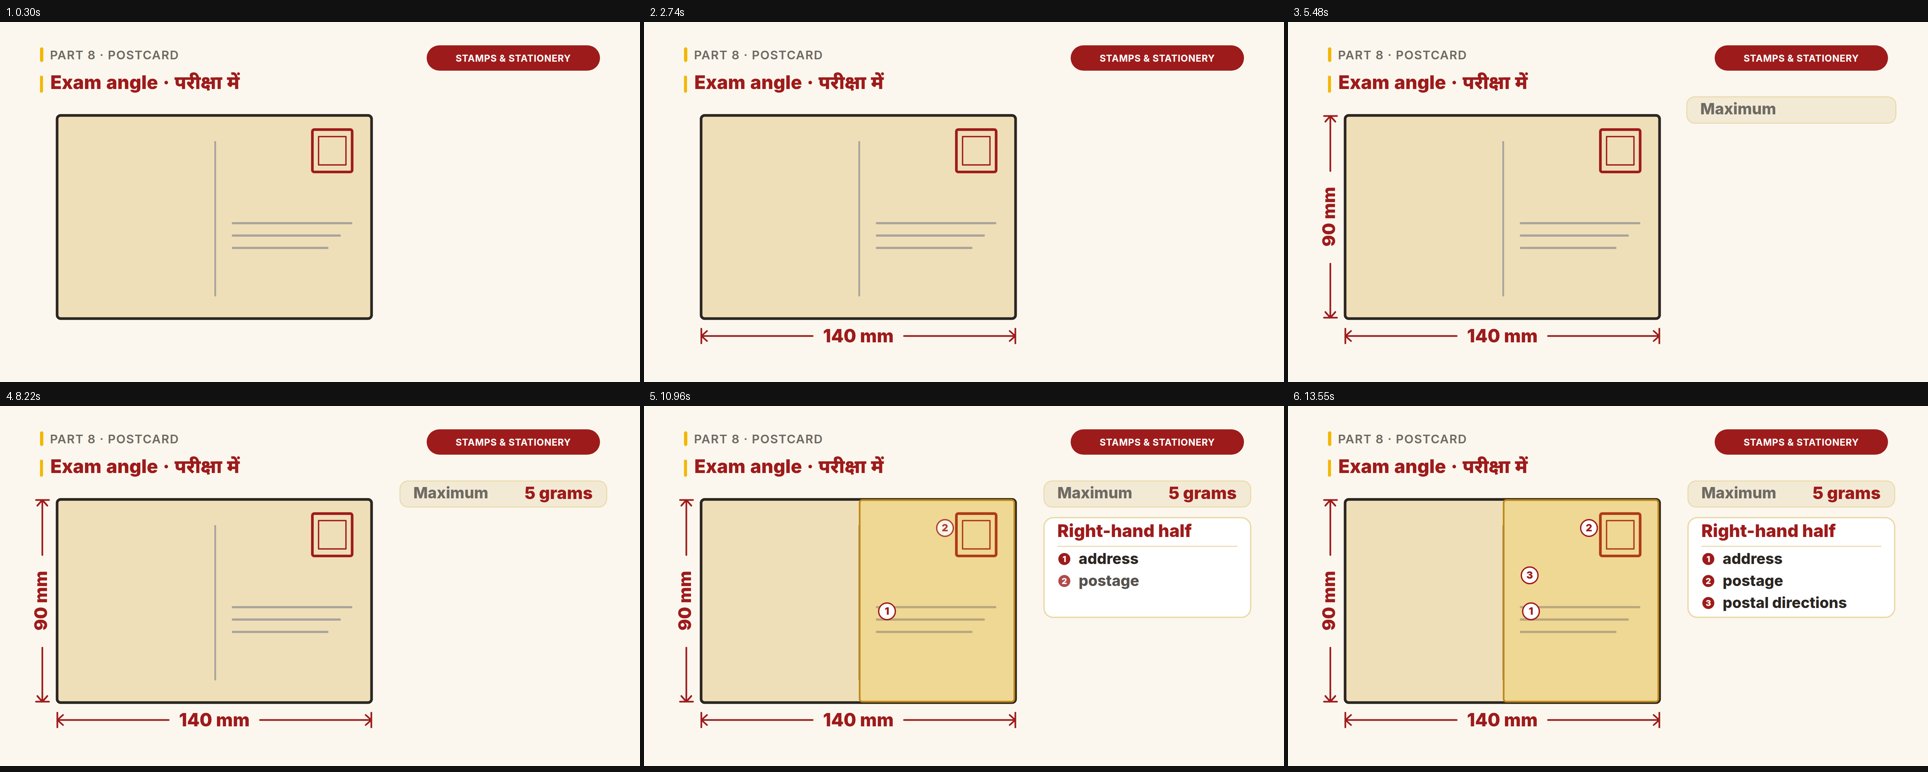 1. 0.30s
PART 8 · POSTCARD
STAMPS & STATIONERY
Exam angle · परीक्षा में
2. 2.74s
PART 8 · POSTCARD
STAMPS & STATIONERY
Exam angle · परीक्षा में
140 mm
3. 5.48s
PART 8 · POSTCARD
STAMPS & STATIONERY
Exam angle · परीक्षा में
Maximum
90 mm
140 mm
4. 8.22s
PART 8 · POSTCARD
STAMPS & STATIONERY
Exam angle · परीक्षा में
Maximum 5 grams
90 mm
140 mm
5. 10.96s
PART 8 · POSTCARD
STAMPS & STATIONERY
Exam angle · परीक्षा में
Maximum 5 grams
2
Right-hand half
1 address
2 postage
1
90 mm
140 mm
6. 13.55s
PART 8 · POSTCARD
STAMPS & STATIONERY
Exam angle · परीक्षा में
Maximum 5 grams
2
Right-hand half
1 address
3
2 postage
1
3 postal directions
90 mm
140 mm